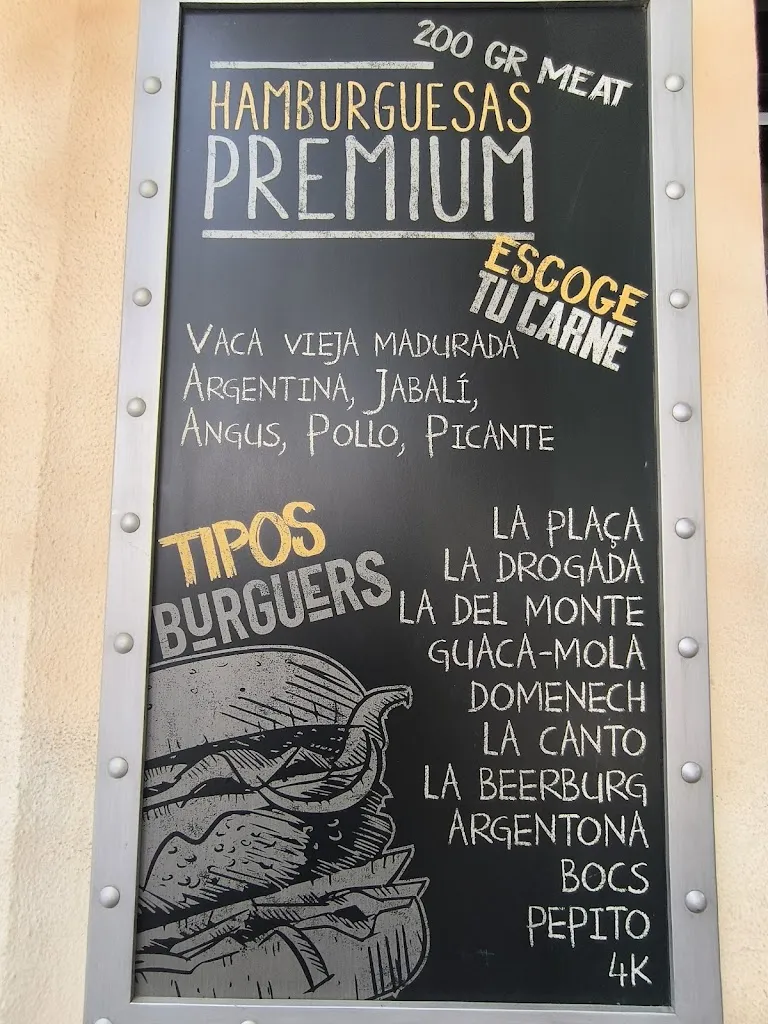 200 GR MEAT
HAMBURGUESAS
PREMIUM
ESCOGE
TU CARNE
VACA VIEJA MADURADA
ARGENTINA, JABALÍ,
ANGUS, POLLO, PICANTE
TIPOS
BURGUERS
LA PLAÇA
LA DROGADA
LA DEL MONTE
GUACA-MOLA
DOMENECH
LA CANTO
LA BEERBURG
ARGENTONA
BOCS
PEPITO
4K